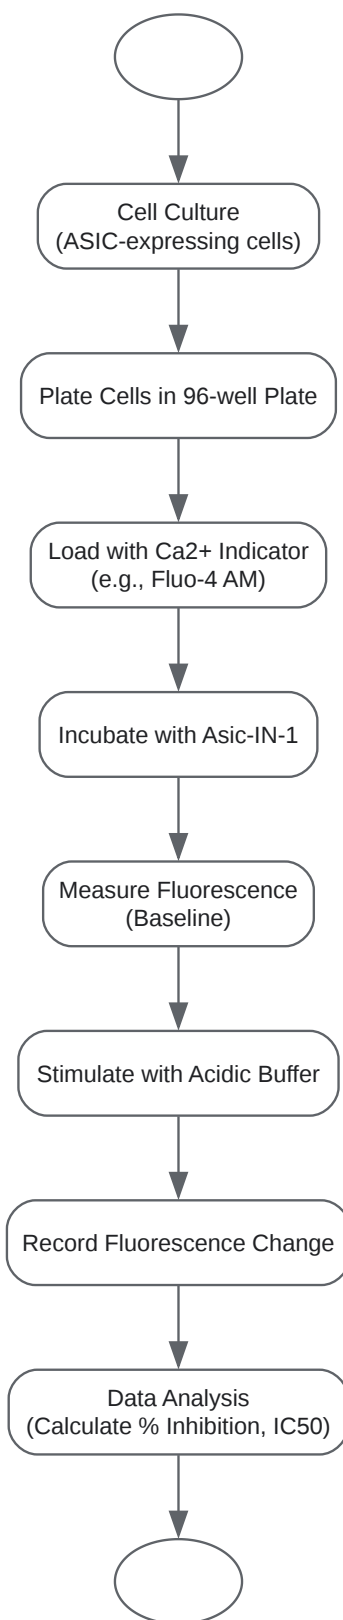 Cell Culture
(ASIC-expressing cells)
Plate Cells in 96-well Plate
Load with Ca2+ Indicator
(e.g., Fluo-4 AM)
Incubate with Asic-IN-1
Measure Fluorescence
(Baseline)
Stimulate with Acidic Buffer
Record Fluorescence Change
Data Analysis
(Calculate % Inhibition, IC50)